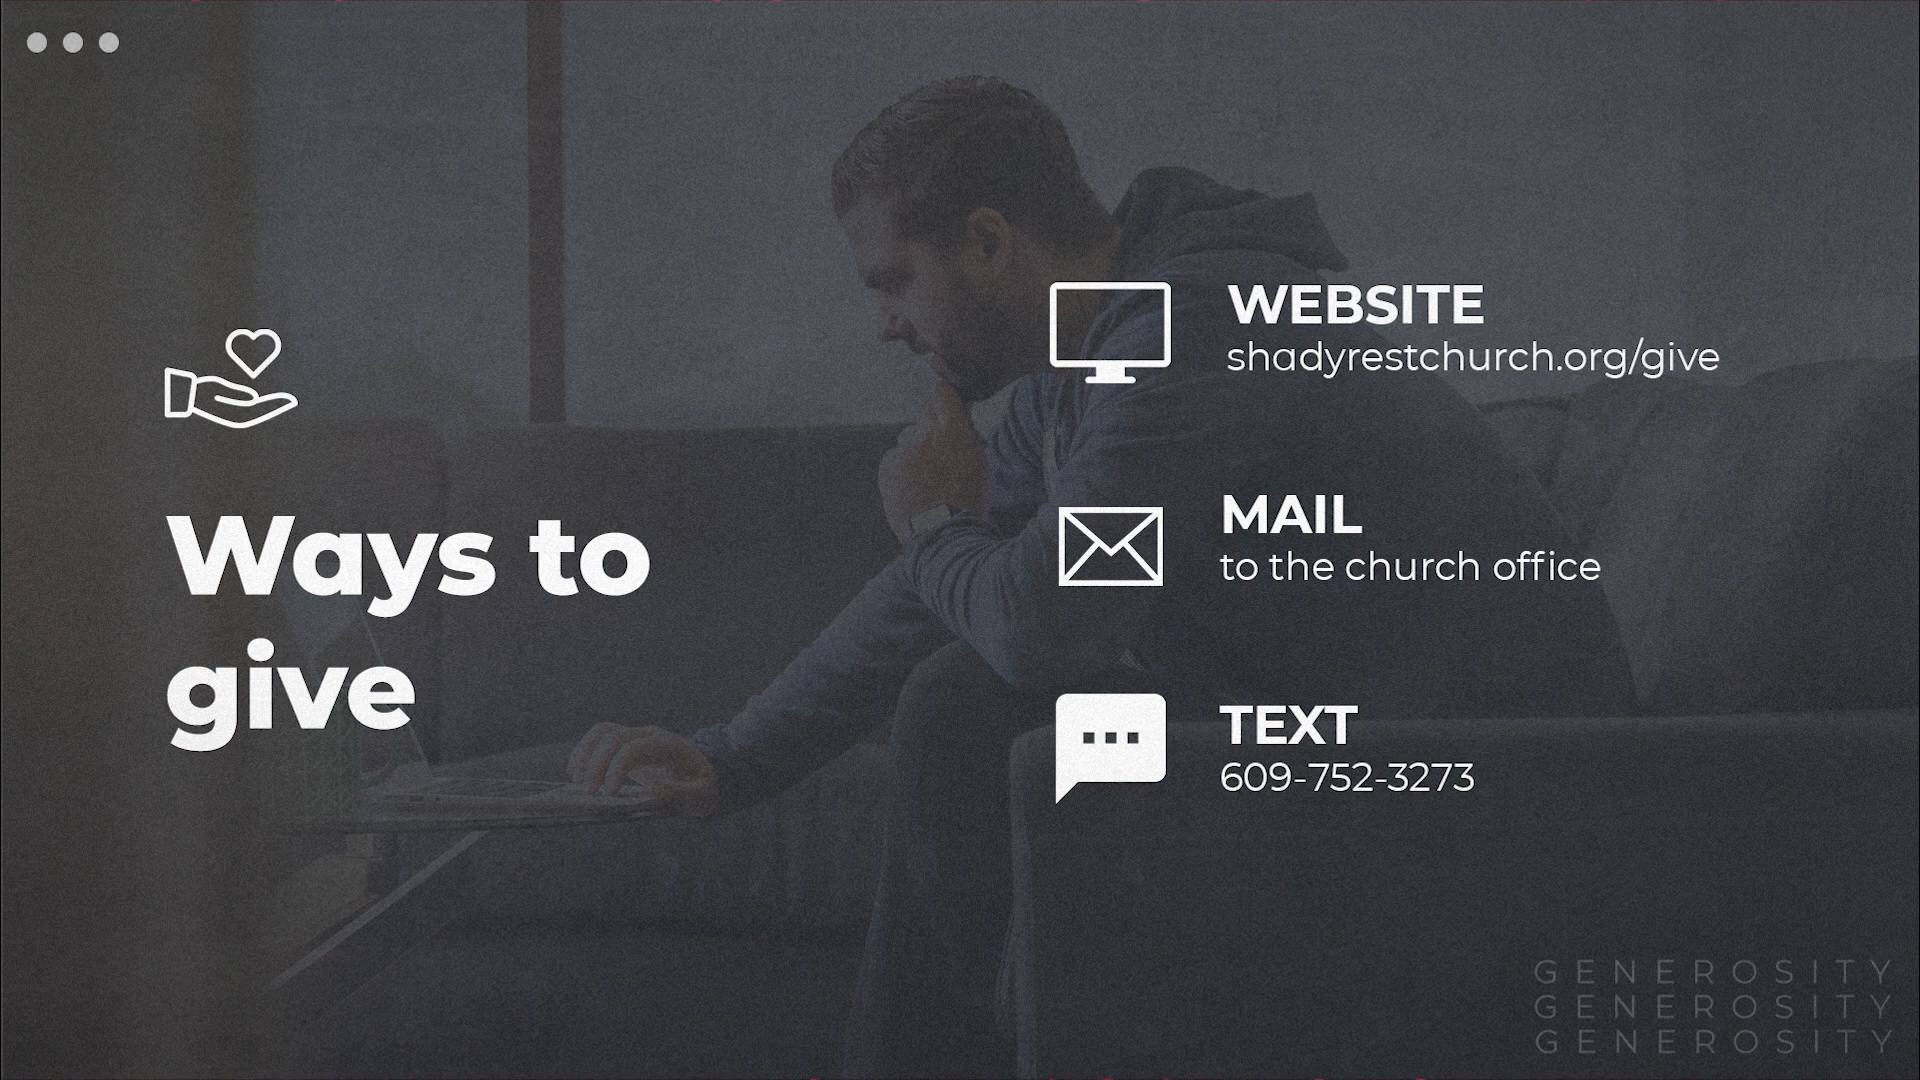 Ways to
give
WEBSITE
shadyrestchurch.org/give
MAIL
to the church office
TEXT
609-752-3273
GENEROSITY
GENEROSITY
GENEROSITY